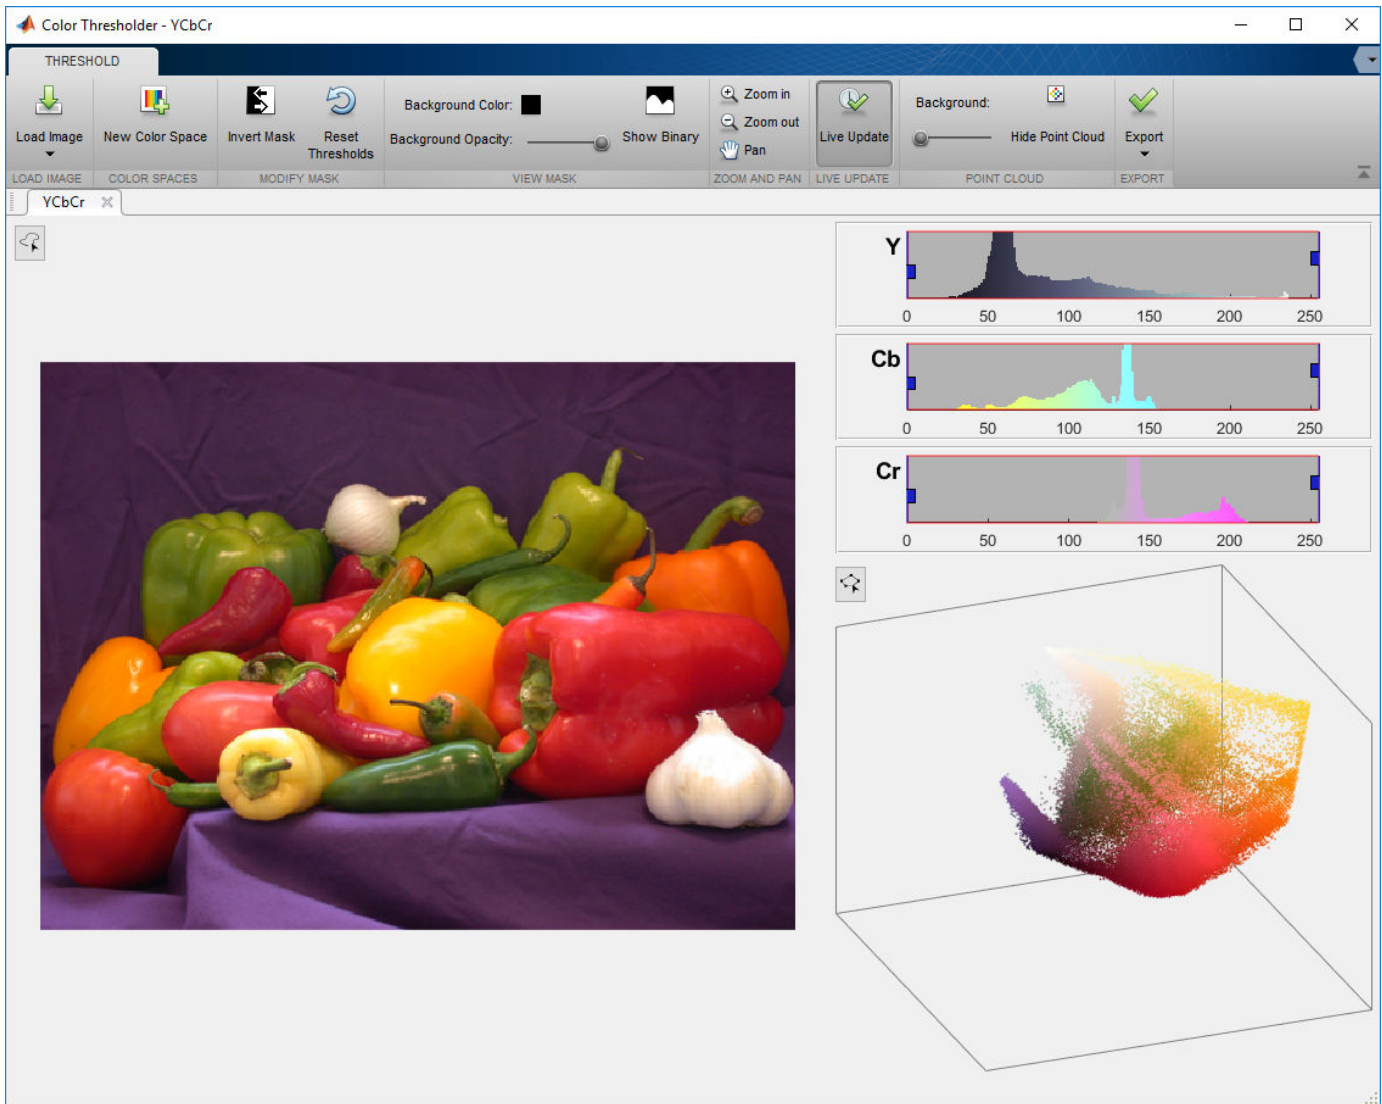 Color Thresholder - YCbCr
THRESHOLD
Load Image
New Color Space
Invert Mask
Reset
Thresholds
Background Color:
Background Opacity:
Show Binary
Zoom in
Zoom out
Pan
Live Update
Background:
Hide Point Cloud
Export
LOAD IMAGE
COLOR SPACES
MODIFY MASK
VIEW MASK
ZOOM AND PAN
LIVE UPDATE
POINT CLOUD
EXPORT
YCbCr
Y
0 50 100 150 200 250
Cb
0 50 100 150 200 250
Cr
0 50 100 150 200 250